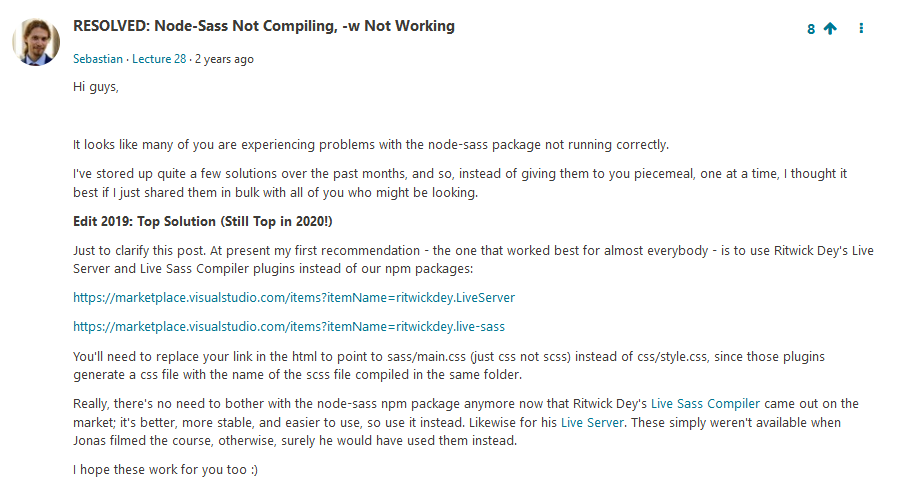 RESOLVED: Node-Sass Not Compiling, -w Not Working
8
Sebastian · Lecture 28 · 2 years ago
Hi guys,
It looks like many of you are experiencing problems with the node-sass package not running correctly.
I've stored up quite a few solutions over the past months, and so, instead of giving them to you piecemeal, one at a time, I thought it
best if I just shared them in bulk with all of you who might be looking.
Edit 2019: Top Solution (Still Top in 2020!)
Just to clarify this post. At present my first recommendation - the one that worked best for almost everybody - is to use Ritwick Dey's Live
Server and Live Sass Compiler plugins instead of our npm packages:
https://marketplace.visualstudio.com/items?itemName=ritwickdey.LiveServer
https://marketplace.visualstudio.com/items?itemName=ritwickdey.live-sass
You'll need to replace your link in the html to point to sass/main.css (just css not scss) instead of css/style.css, since those plugins
generate a css file with the name of the scss file compiled in the same folder.
Really, there's no need to bother with the node-sass npm package anymore now that Ritwick Dey's Live Sass Compiler came out on the
market; it's better, more stable, and easier to use, so use it instead. Likewise for his Live Server. These simply weren't available when
Jonas filmed the course, otherwise, surely he would have used them instead.
I hope these work for you too :)